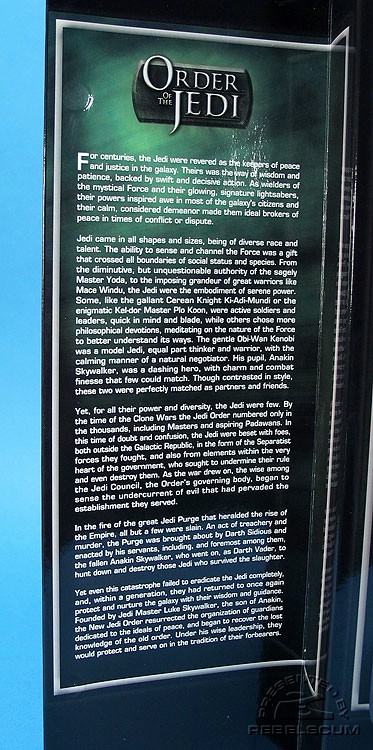 ORDER
OF
THE
JEDI
For centuries, the Jedi were revered as the keepers of peace
and justice in the galaxy. Theirs was the way of wisdom and
patience, backed by swift and decisive action. As wielders of
the mystical Force and their glowing, signature lightsabers,
their powers inspired awe in most of the galaxy's citizens and
their calm, considered demeanor made them ideal brokers of
peace in times of conflict or dispute.
Jedi came in all shapes and sizes, being of diverse race and
talent. The ability to sense and channel the Force was a gift
that crossed all boundaries of social status and species. From
the diminutive, but unquestionable authority of the sagely
Master Yoda, to the imposing grandeur of great warriors like
Mace Windu, the Jedi were the embodiment of serene power.
Some, like the gallant Cerean Knight Ki-Adi-Mundi or the
enigmatic Kel-dor Master Plo Koon, were active soldiers and
leaders, quick in mind and blade, while others chose more
philosophical devotions, meditating on the nature of the Force
to better understand its ways. The gentle Obi-Wan Kenobi
was a model Jedi, equal part thinker and warrior, with the
calming manner of a natural negotiator. His pupil, Anakin
Skywalker, was a dashing hero, with charm and combat
finesse that few could match. Though contrasted in style,
these two were perfectly matched as partners and friends.
Yet, for all their power and diversity, the Jedi were few. By
the time of the Clone Wars the Jedi Order numbered only in
the thousands, including Masters and aspiring Padawans. In
this time of doubt and confusion, the Jedi were beset with foes,
both outside the Galactic Republic, in the form of the Separatist
forces they fought, and also from elements within the very
heart of the government, who sought to undermine their rule
and even destroy them. As the war drew on, the wise among
the Jedi Council, the Order's governing body, began to
sense the undercurrent of evil that had pervaded the
establishment they served.
In the fire of the great Jedi Purge that heralded the rise of
the Empire, all but a few were slain. An act of treachery and
murder, the Purge was brought about by Darth Sidious and
enacted by his servants, including, and foremost among them,
the fallen Anakin Skywalker, who went on, as Darth Vader, to
hunt down and destroy those Jedi who survived the slaughter.
Yet even this catastrophe failed to eradicate the Jedi completely,
and, within a generation, they had returned to once again
protect and nurture the galaxy with their wisdom and guidance.
Founded by Jedi Master Luke Skywalker, the son of Anakin,
the New Jedi Order resurrected the organization of guardians
dedicated to the ideals of peace, and began to recover the lost
knowledge of the old order. Under his wise leadership, they
would protect and serve on in the tradition of their forbearers.
PRESENTED BY
REBELSCUM